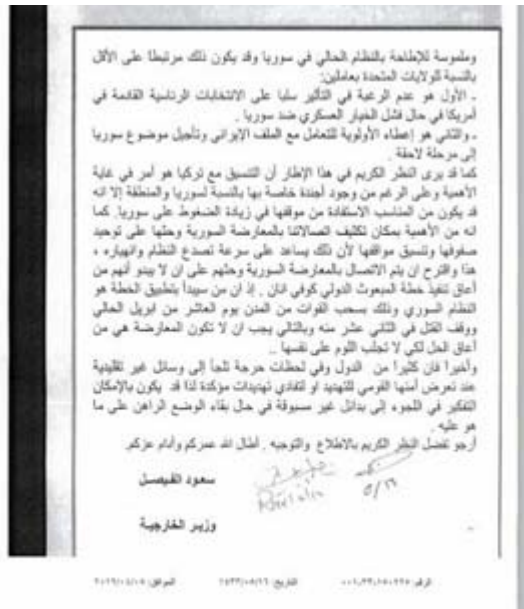 وملموسة للإطاحة بالنظام الحالي في سوريا وقد يكون ذلك مرتبطا على الأقل
بالنسبة للولايات المتحدة بعاملين:
. الأول هو عدم الرغبة في التأثير سلبا على الانتخابات الرئاسية القادمة في
أمريكا في حال فشل الخيار العسكري ضد سوريا .
. والثاني هو إعطاء الأولوية للتعامل مع الملف الإيراني وتأجيل موضوع سوريا
إلى مرحلة لاحقة .
كما قد يرى النظر الكريم في هذا الإطار أن التنسيق مع تركيا هو أمر في غاية
الأهمية وعلى الرغم من وجود أجندة خاصة بها بالنسبة لسوريا والمنطقة إلا انه
قد يكون من المناسب الاستفادة من موقفها في زيادة الضغوط على سوريا. كما
انه من الأهمية بمكان تكثيف اتصالاتنا بالمعارضة السورية وحثها على توحيد
صفوفها وتنسيق مواقفها لأن ذلك يساعد على سرعة تصدع النظام وانهياره ،
هذا واقترح ان يتم الاتصال بالمعارضة السورية وحثهم على ان لا يبدو أنهم من
أعاق تنفيذ خطة المبعوث الدولي كوفي انان . إذ ان من سيبدأ بتطبيق الخطة هو
النظام السوري وذلك بسحب القوات من المدن يوم العاشر من ابريل الحالي
ووقف القتل في الثاني عشر منه وبالتالي يجب ان لا تكون المعارضة هي من
أعاق الحل لكي لا تجلب اللوم على نفسها ..
وأخيراً فان كثيراً من الدول وفي لحظات حرجة تلجأ إلى وسائل غير تقليدية
عند تعرض أمنها القومي للتهديد او لتفادي تهديدات مؤكدة لذا قد يكون بالإمكان
التفكير في اللجوء إلى بدائل غير مسبوقة في حال بقاء الوضع الراهن على ما
هو عليه .
أرجو تفضل النظر الكريم بالاطلاع والتوجيه . أطال الله عمركم وأدام عزكم
سعود الفيصل
وزير الخارجية
الرقم: التاريخ: الموافق: